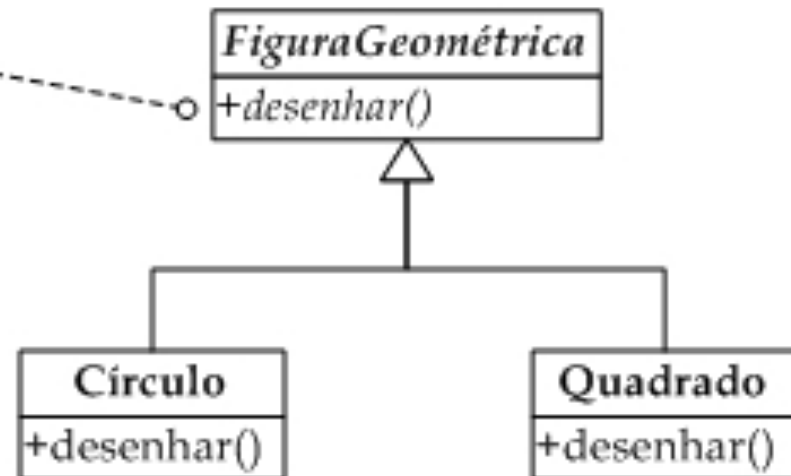 FiguraGeométrica
+desenhar()
Círculo
+desenhar()
Quadrado
+desenhar()